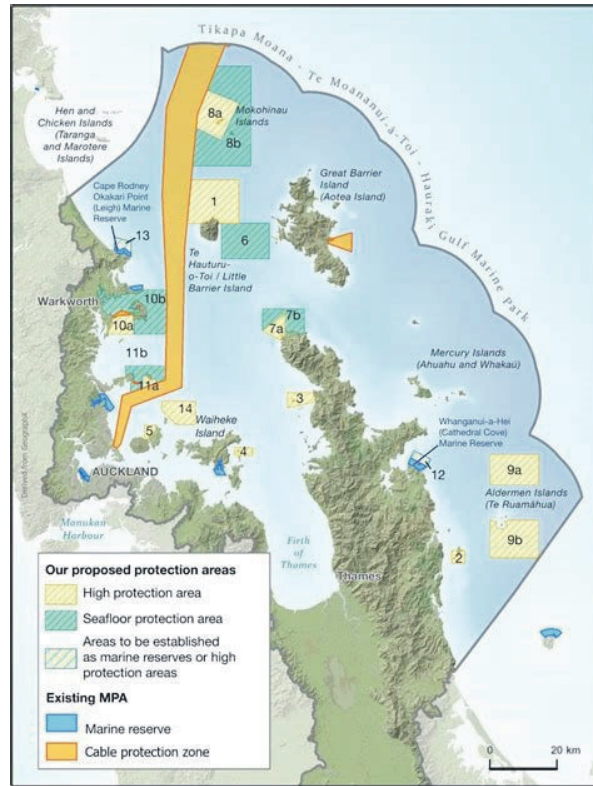 Tikapa Moana - Te Moananui-ā-Toi - Hauraki Gulf Marine Park
Hen and
Chicken Islands
(Taranga
and Marotere
Islands)
8a
Mokohinau
Islands
8b
Great Barrier
Island
(Aotea Island)
Cape Rodney
Okakari Point
(Leigh) Marine
Reserve
13
1
6
Te
Hauturu-
o-Toi / Little
Barrier Island
Warkworth
10b
10a
7b
7a
11b
11a
Mercury Islands
(Ahuahu and Whakaū)
3
14
Waiheke
Island
5
4
Whanganui-a-Hei
(Cathedral Cove)
Marine Reserve
12
9a
Aldermen Islands
(Te Ruamāhua)
9b
2
AUCKLAND
Manukau
Harbour
Firth
of
Thames
Thames
Our proposed protection areas
High protection area
Seafloor protection area
Areas to be established
as marine reserves or high
protection areas
Existing MPA
Marine reserve
Cable protection zone
0 20 km